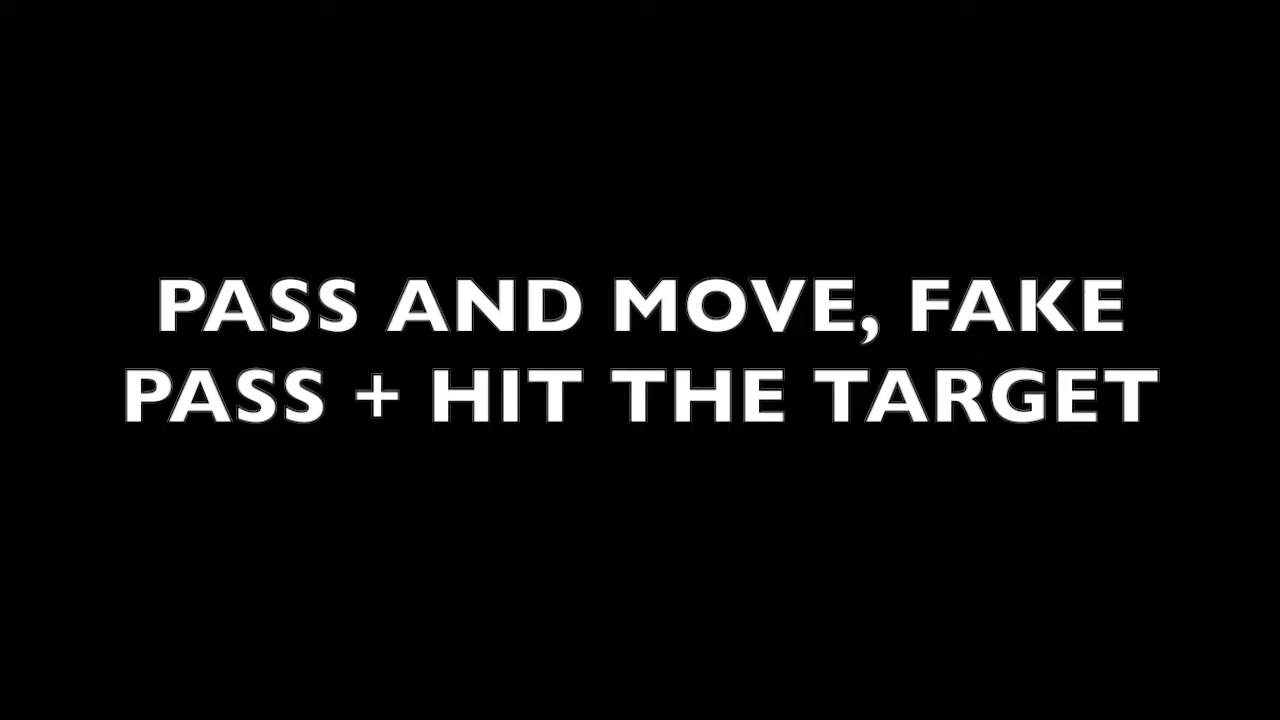 PASS AND MOVE, FAKE
PASS + HIT THE TARGET